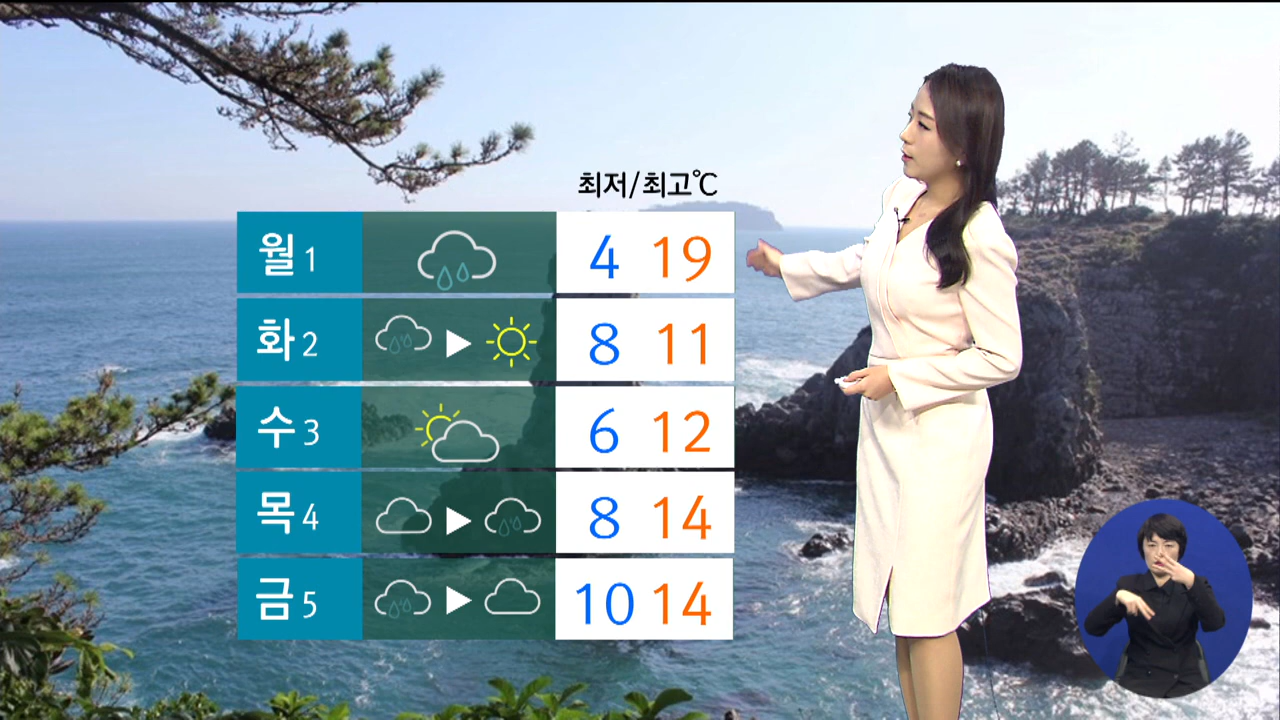 최저/최고℃
월 1 4 19
화 2 8 11
수 3 6 12
목 4 8 14
금 5 10 14